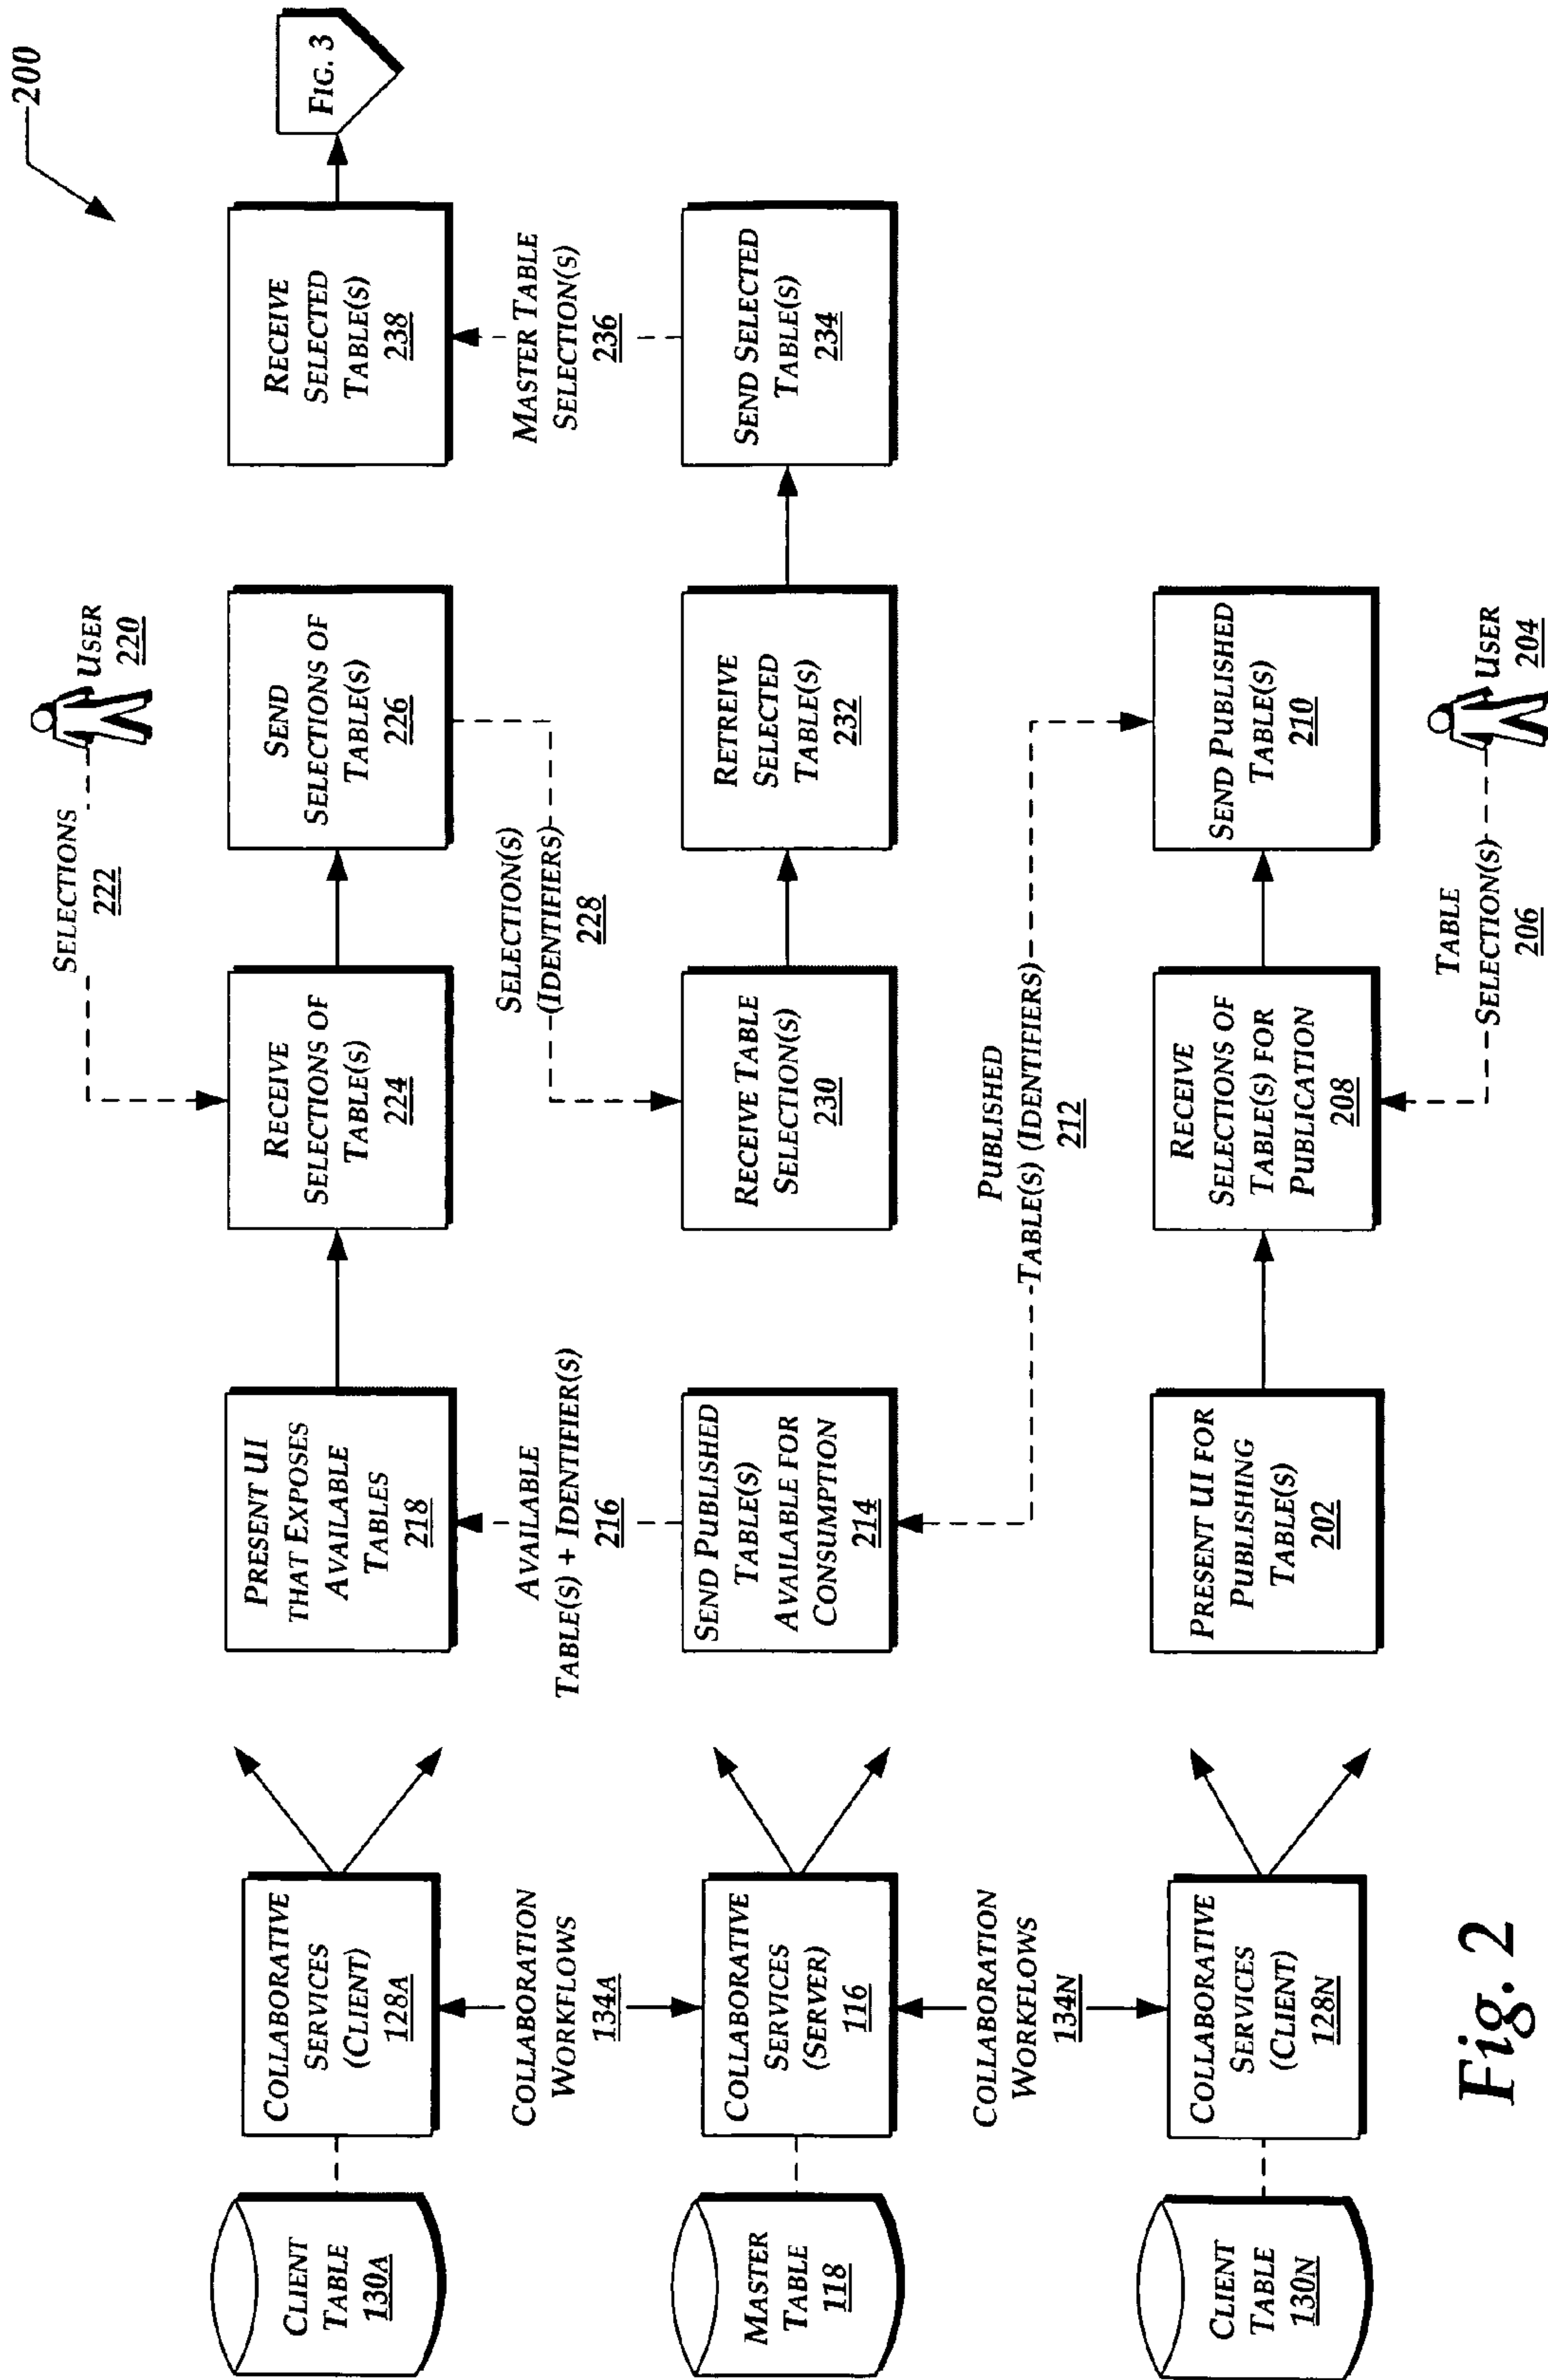 200
CLIENT
TABLE
130A
COLLABORATIVE
SERVICES
(CLIENT)
128A
PRESENT UI
THAT EXPOSES
AVAILABLE
TABLES
218
SELECTIONS
222
USER
220
RECEIVE
SELECTIONS OF
TABLE(S)
224
SEND
SELECTIONS OF
TABLE(S)
226
RECEIVE
SELECTED
TABLE(S)
238
FIG. 3
COLLABORATION
WORKFLOWS
134A
AVAILABLE
TABLE(S) + IDENTIFIER(S)
216
SELECTION(S)
(IDENTIFIERS)
228
MASTER TABLE
SELECTION(S)
236
MASTER
TABLE
118
COLLABORATIVE
SERVICES
(SERVER)
116
SEND PUBLISHED
TABLE(S)
AVAILABLE FOR
CONSUMPTION
214
RECEIVE TABLE
SELECTION(S)
230
RETREIVE
SELECTED
TABLE(S)
232
SEND SELECTED
TABLE(S)
234
COLLABORATION
WORKFLOWS
134N
PUBLISHED
TABLE(S) (IDENTIFIERS)
212
CLIENT
TABLE
130N
COLLABORATIVE
SERVICES
(CLIENT)
128N
PRESENT UI FOR
PUBLISHING
TABLE(S)
202
RECEIVE
SELECTIONS OF
TABLE(S) FOR
PUBLICATION
208
SEND PUBLISHED
TABLE(S)
210
TABLE
SELECTION(S)
206
USER
204
Fig. 2